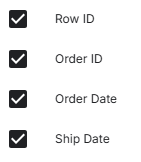 Row ID
Order ID
Order Date
Ship Date